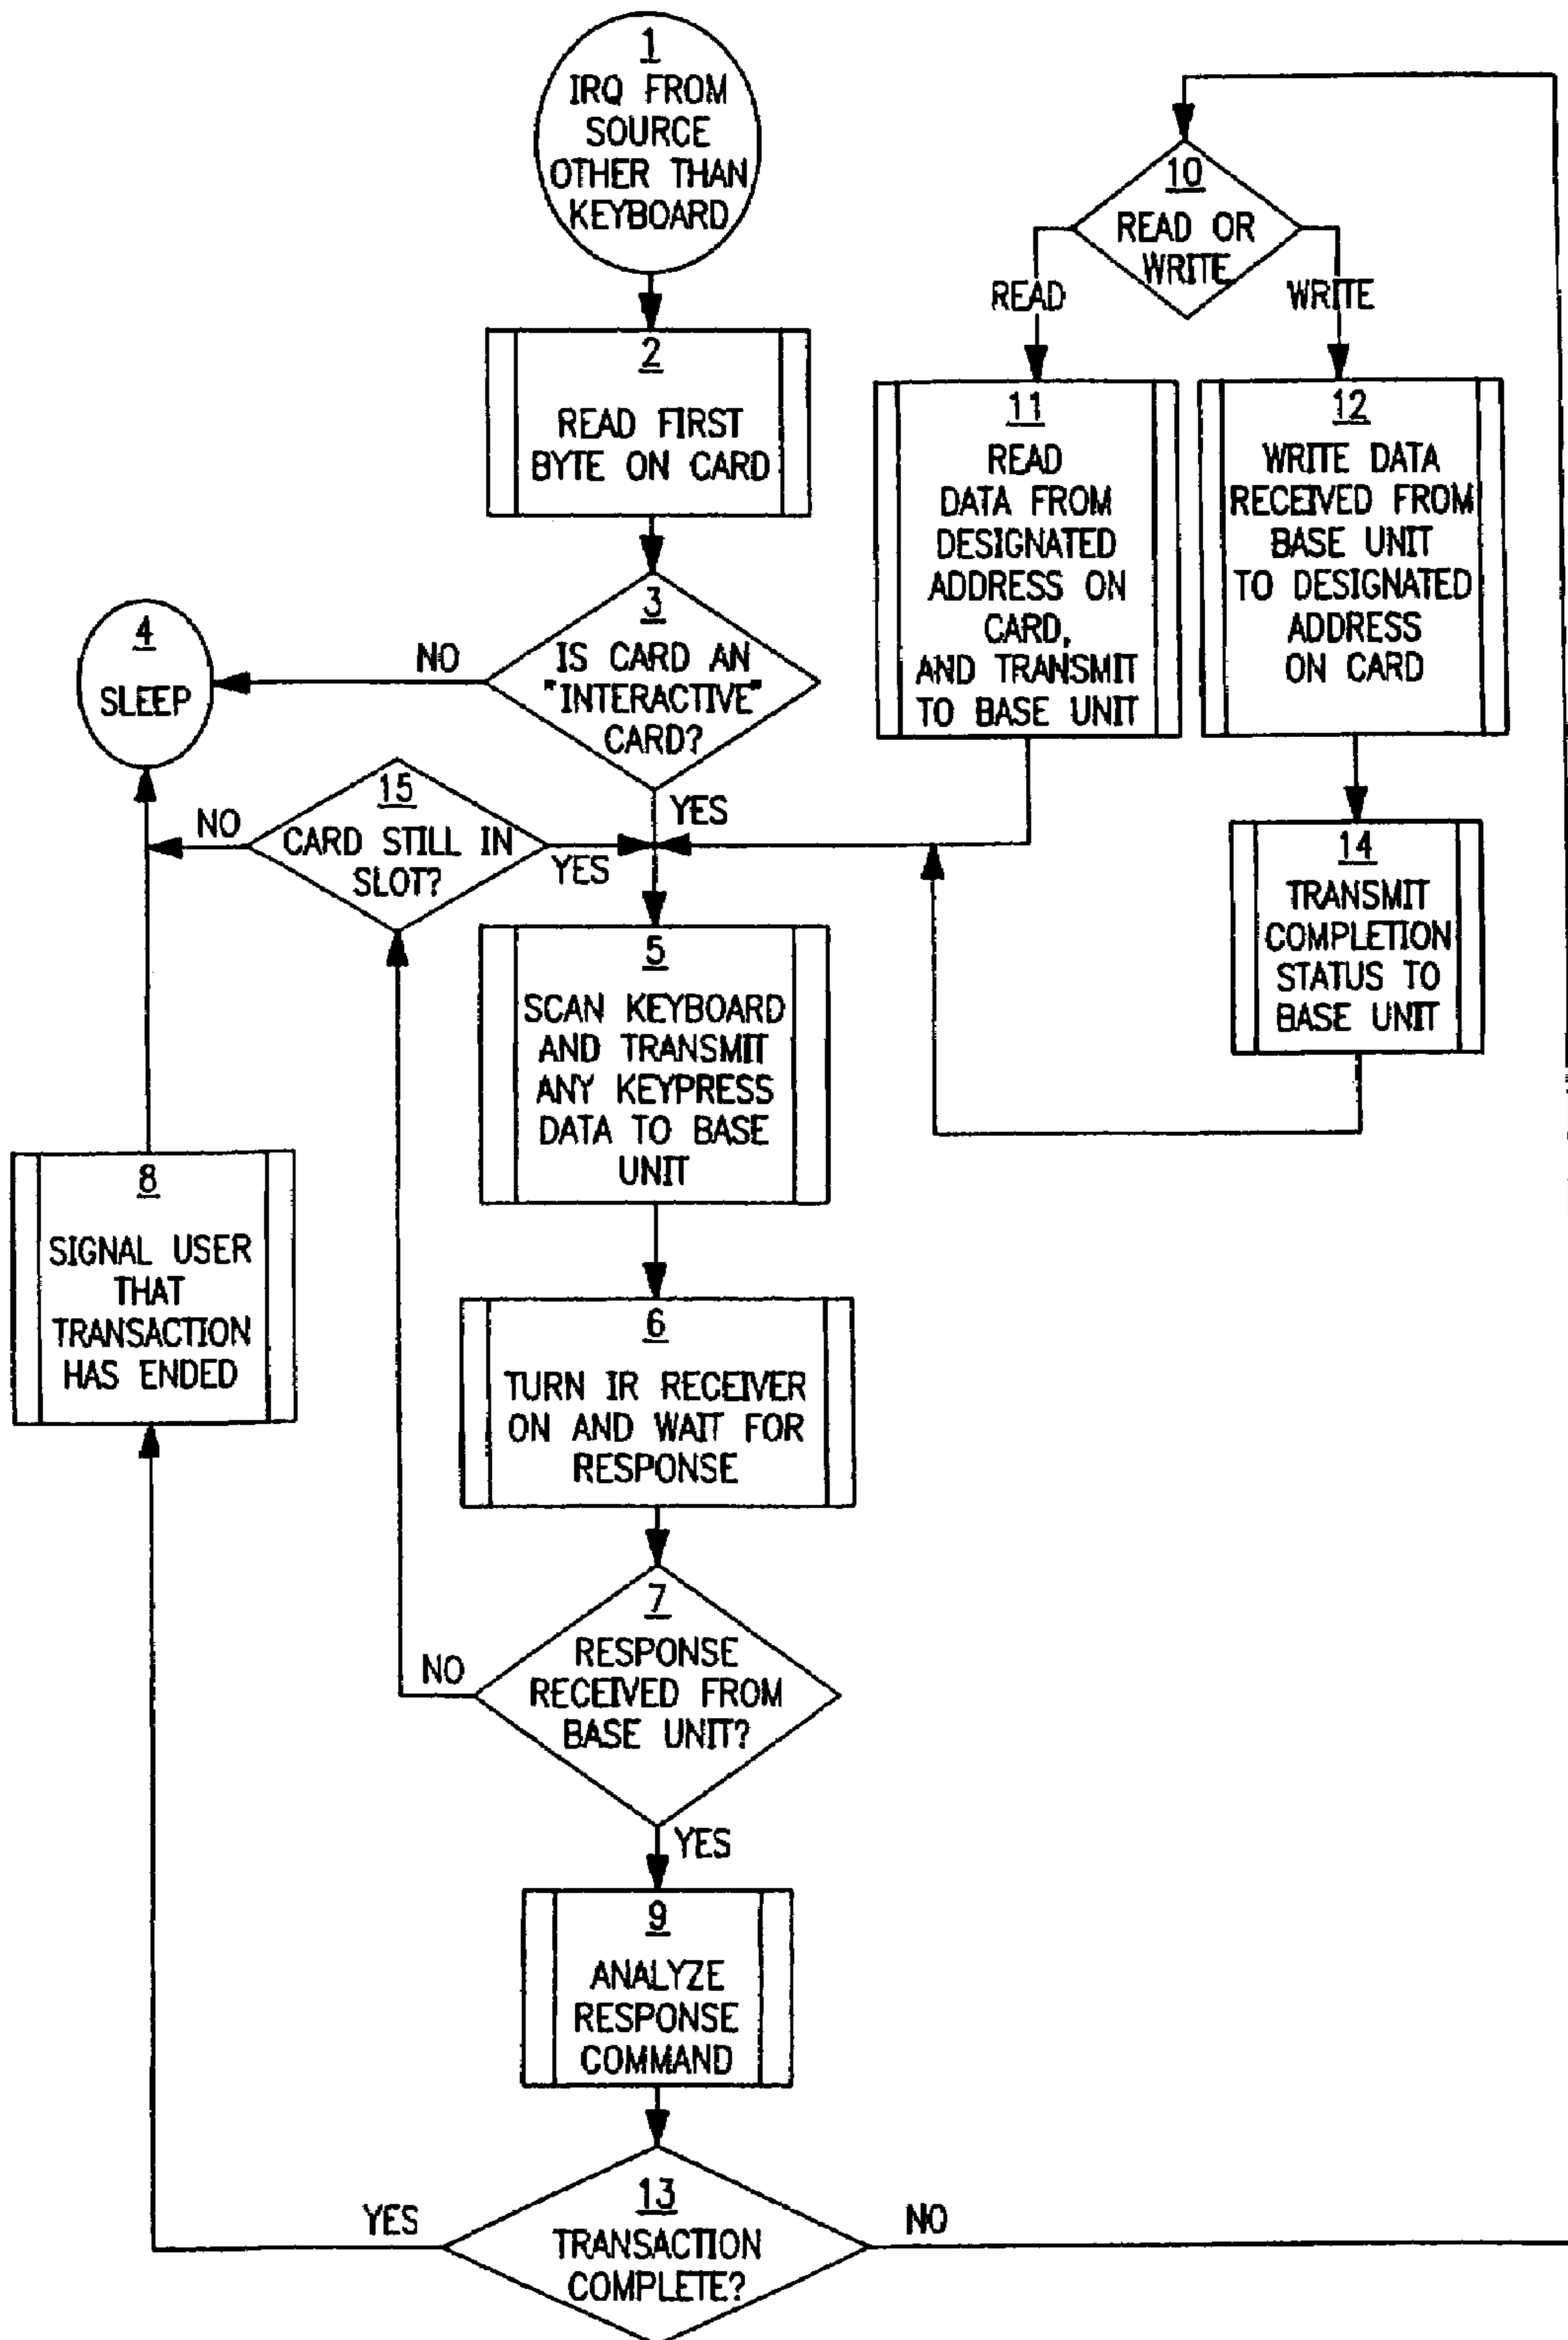 1
IRQ FROM
SOURCE
OTHER THAN
KEYBOARD
2
READ FIRST
BYTE ON CARD
3
IS CARD AN
"INTERACTIVE"
CARD?
NO
YES
4
SLEEP
15
CARD STILL IN
SLOT?
NO
YES
5
SCAN KEYBOARD
AND TRANSMIT
ANY KEYPRESS
DATA TO BASE
UNIT
6
TURN IR RECEIVER
ON AND WAIT FOR
RESPONSE
7
RESPONSE
RECEIVED FROM
BASE UNIT?
NO
YES
8
SIGNAL USER
THAT
TRANSACTION
HAS ENDED
9
ANALYZE
RESPONSE
COMMAND
13
TRANSACTION
COMPLETE?
YES
NO
10
READ OR
WRITE
READ
WRITE
11
READ
DATA FROM
DESIGNATED
ADDRESS ON
CARD,
AND TRANSMIT
TO BASE UNIT
12
WRITE DATA
RECEIVED FROM
BASE UNIT
TO DESIGNATED
ADDRESS
ON CARD
14
TRANSMIT
COMPLETION
STATUS TO
BASE UNIT